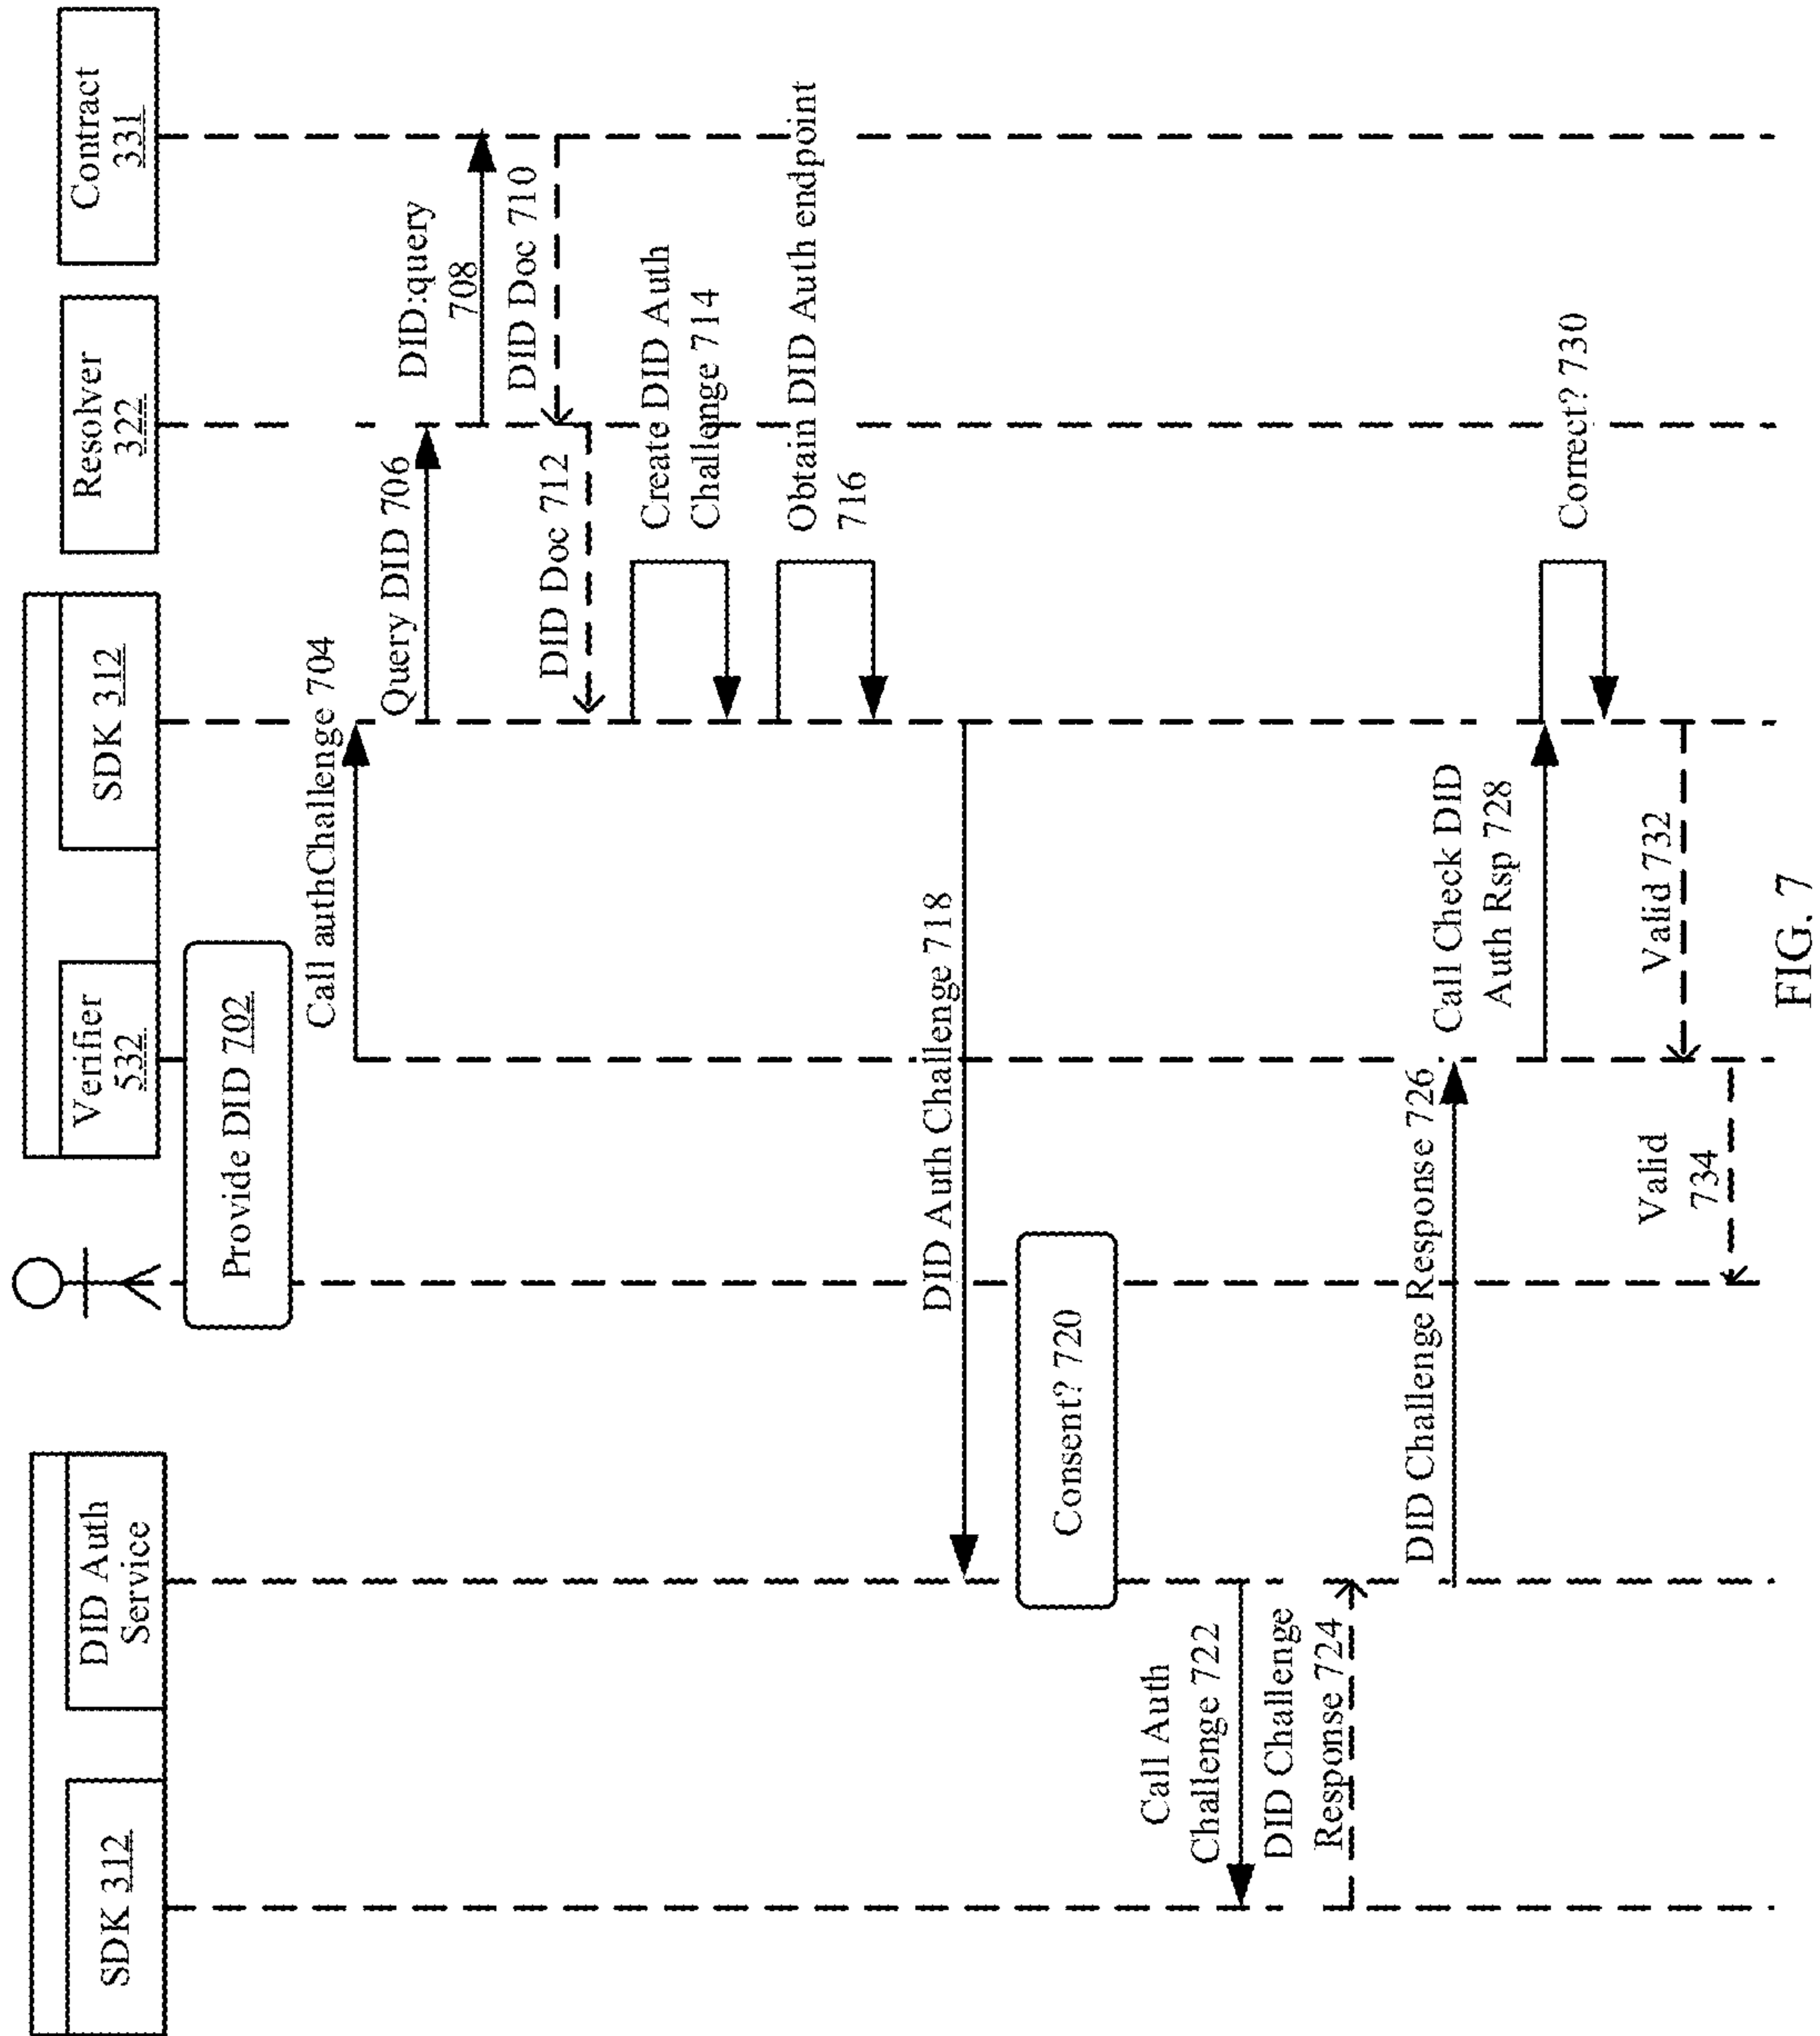 SDK 312
DID Auth
Service
Verifier
532
SDK 312
Resolver
322
Contract
331
Provide DID 702
Call authChallenge 704
Query DID 706
DID:query
708
DID Doc 710
DID Doc 712
Create DID Auth
Challenge 714
Obtain DID Auth endpoint
716
DID Auth Challenge 718
Consent? 720
Call Auth
Challenge 722
DID Challenge
Response 724
DID Challenge Response 726
Call Check DID
Auth Rsp 728
Correct? 730
Valid 732
Valid
734
FIG. 7